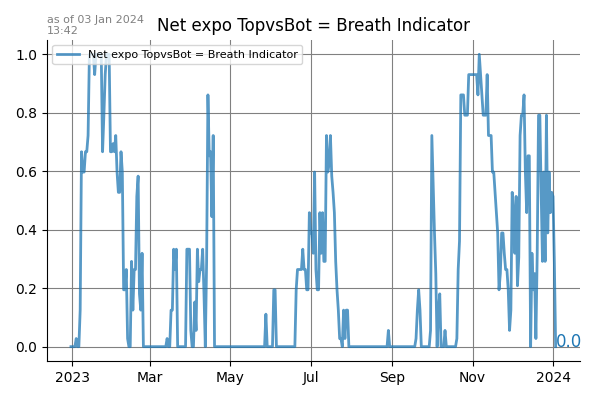 as of 03 Jan 2024
13:42
Net expo TopvsBot = Breath Indicator
Net expo TopvsBot = Breath Indicator
1.0
0.8
0.6
0.4
0.2
0.0
0.0
2023 Mar May Jul Sep Nov 2024